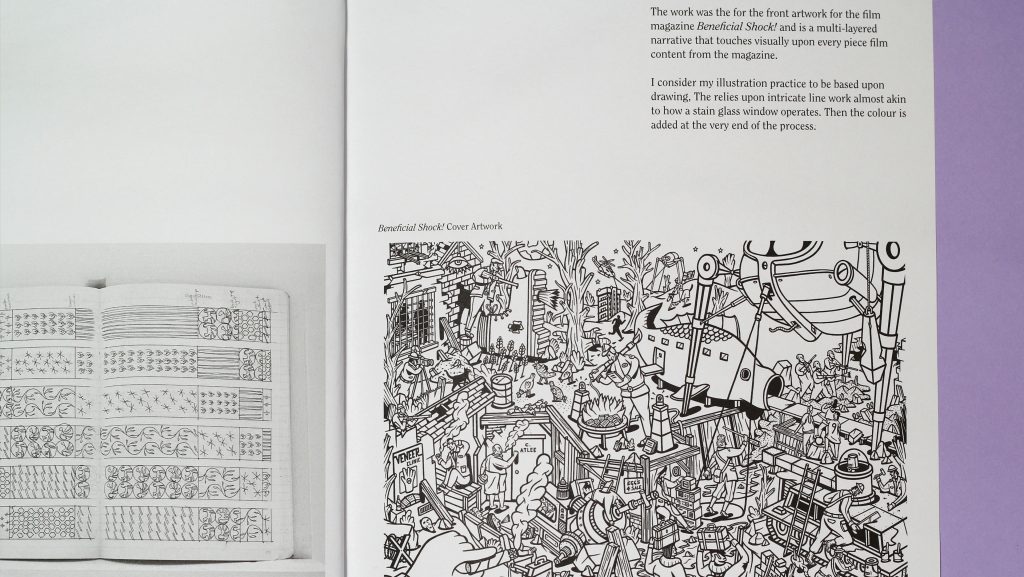 The work was the for the front artwork for the film
magazine Beneficial Shock! and is a multi-layered
narrative that touches visually upon every piece film
content from the magazine.
I consider my illustration practice to be based upon
drawing, The relies upon intricate line work almost akin
to how a stain glass window operates. Then the colour is
added at the very end of the process.
Beneficial Shock! Cover Artwork
VENEER
ATLEE